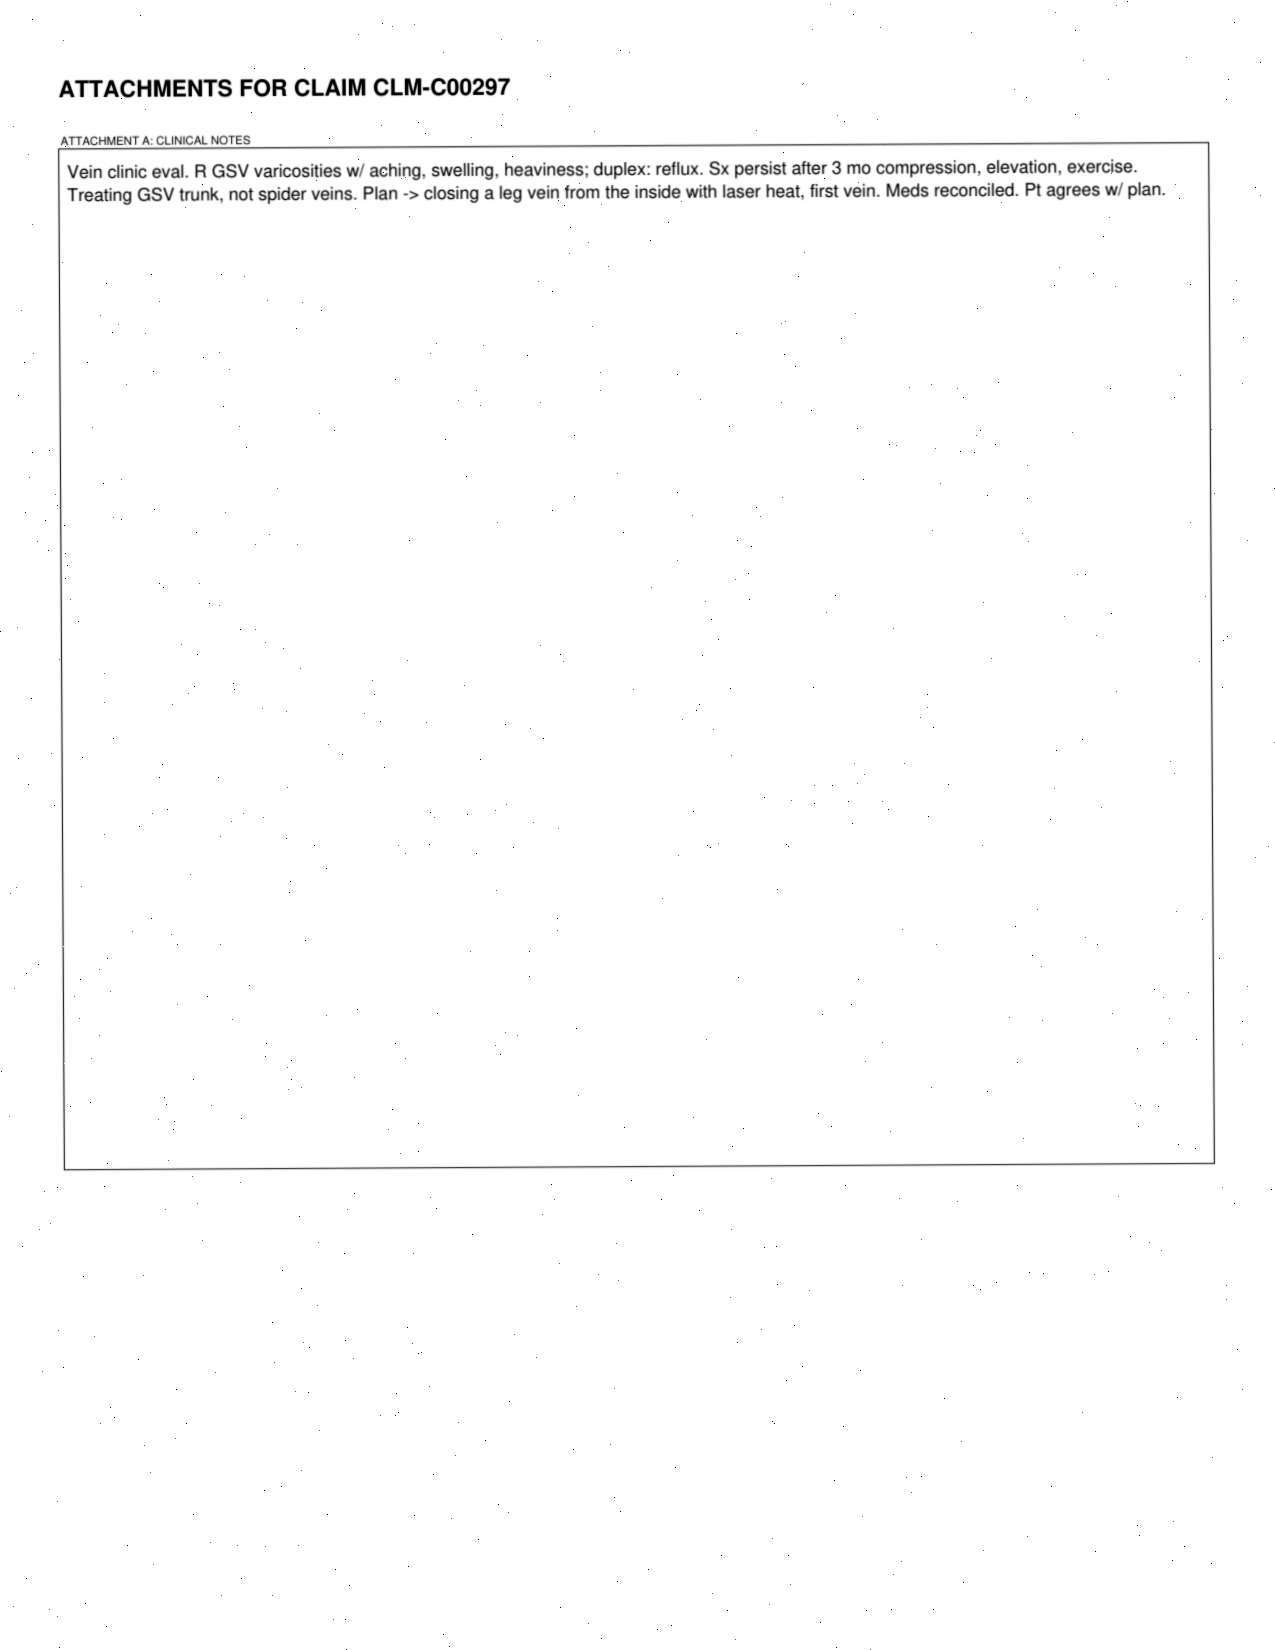 ATTACHMENTS FOR CLAIM CLM-C00297
ATTACHMENT A: CLINICAL NOTES
Vein clinic eval. R GSV varicosities w/ aching, swelling, heaviness; duplex: reflux. Sx persist after 3 mo compression, elevation, exercise.
Treating GSV trunk, not spider veins. Plan -> closing a leg vein from the inside with laser heat, first vein. Meds reconciled. Pt agrees w/ plan.